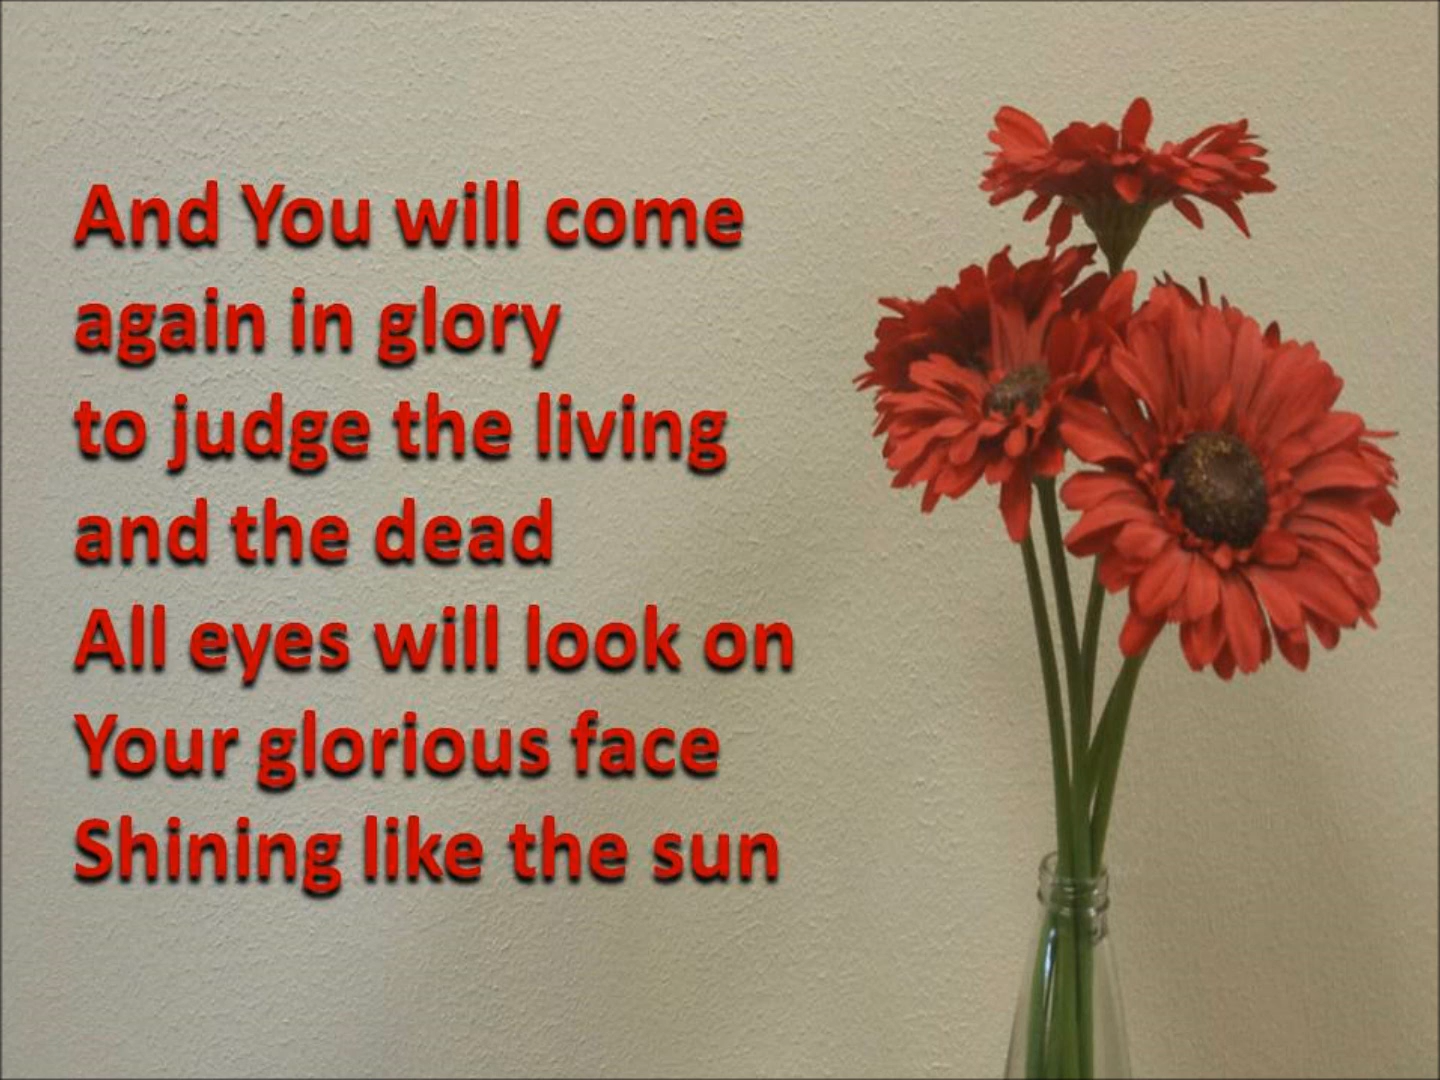 And You will come
again in glory
to judge the living
and the dead
All eyes will look on
Your glorious face
Shining like the sun